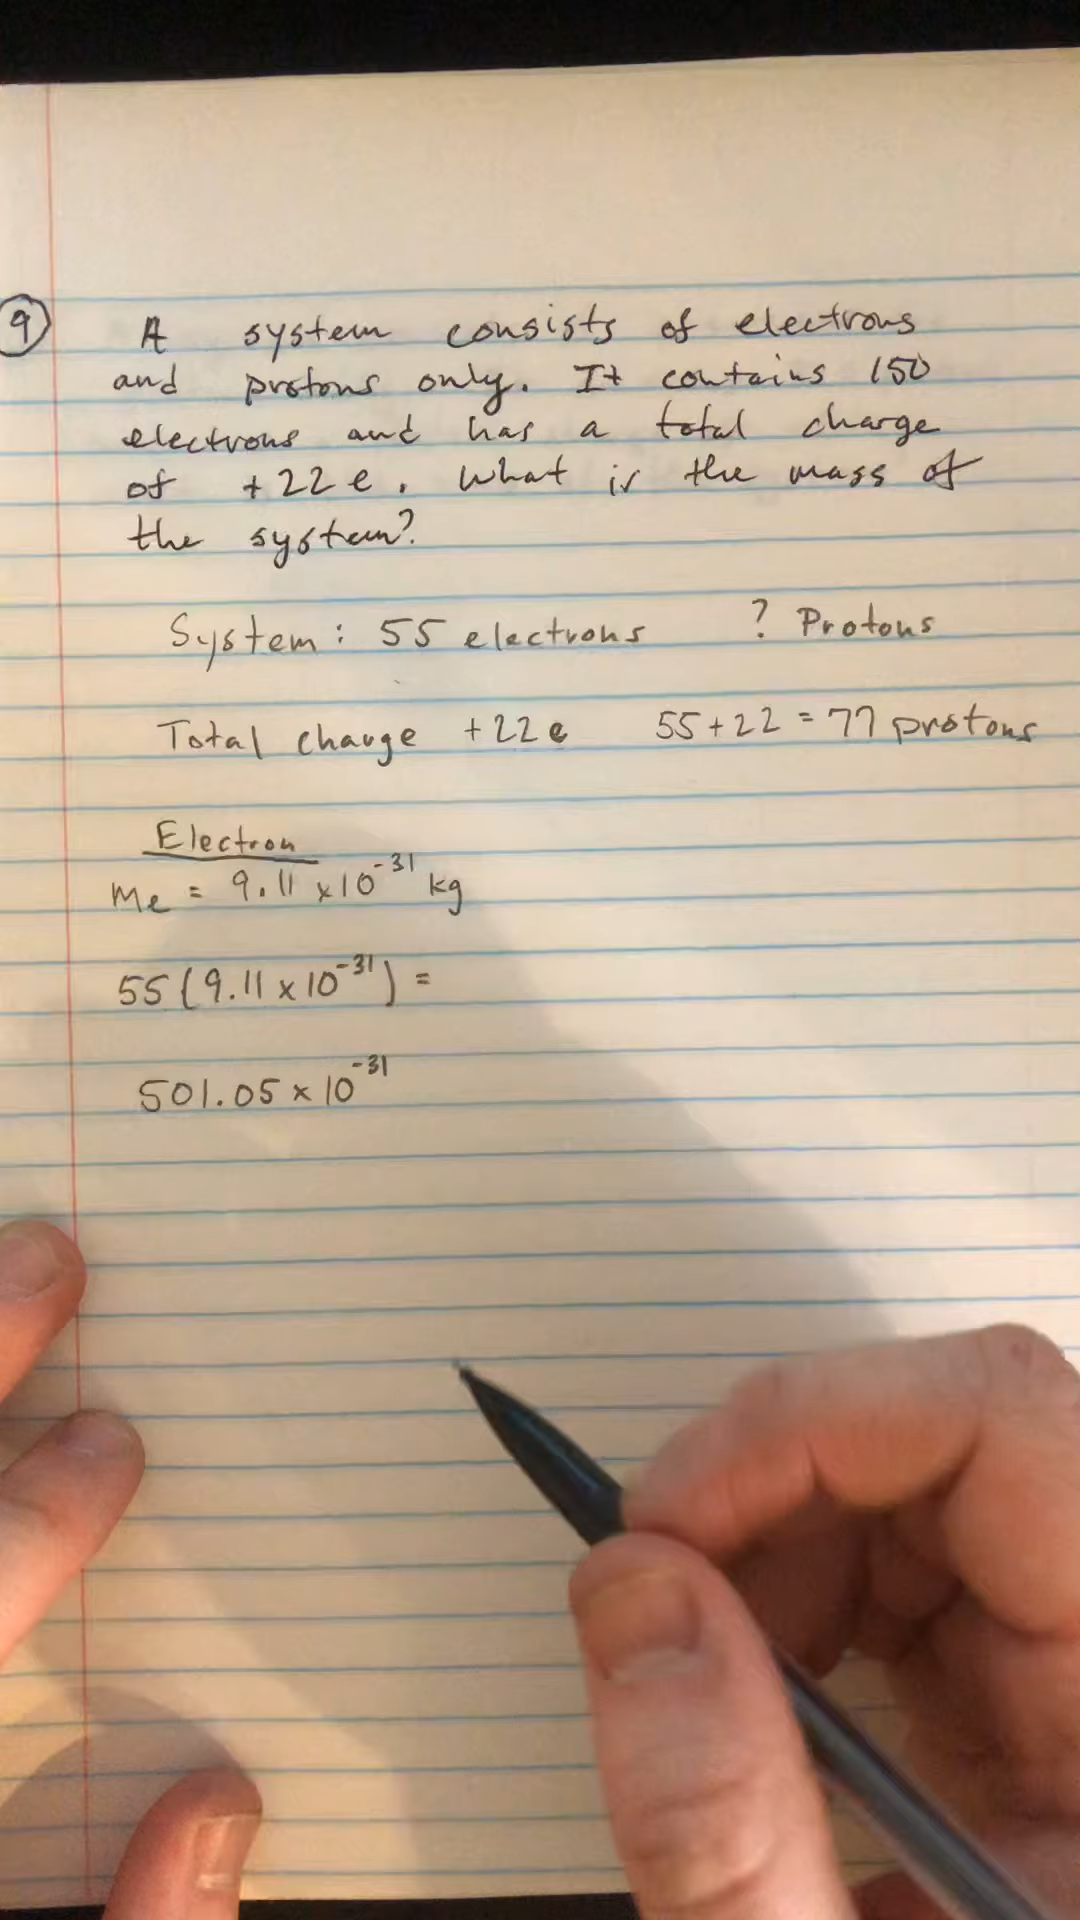 9 A system consists of electrons
and protons only. It contains 150
electrons and has a total charge
of +22 e. What is the mass of
the system?
System: 55 electrons ? Protons
Total charge +22e 55+22 = 77 protons
Electron
Me = 9.11 x 10⁻³¹ kg
55(9.11 x 10⁻³¹) =
501.05 x 10⁻³¹